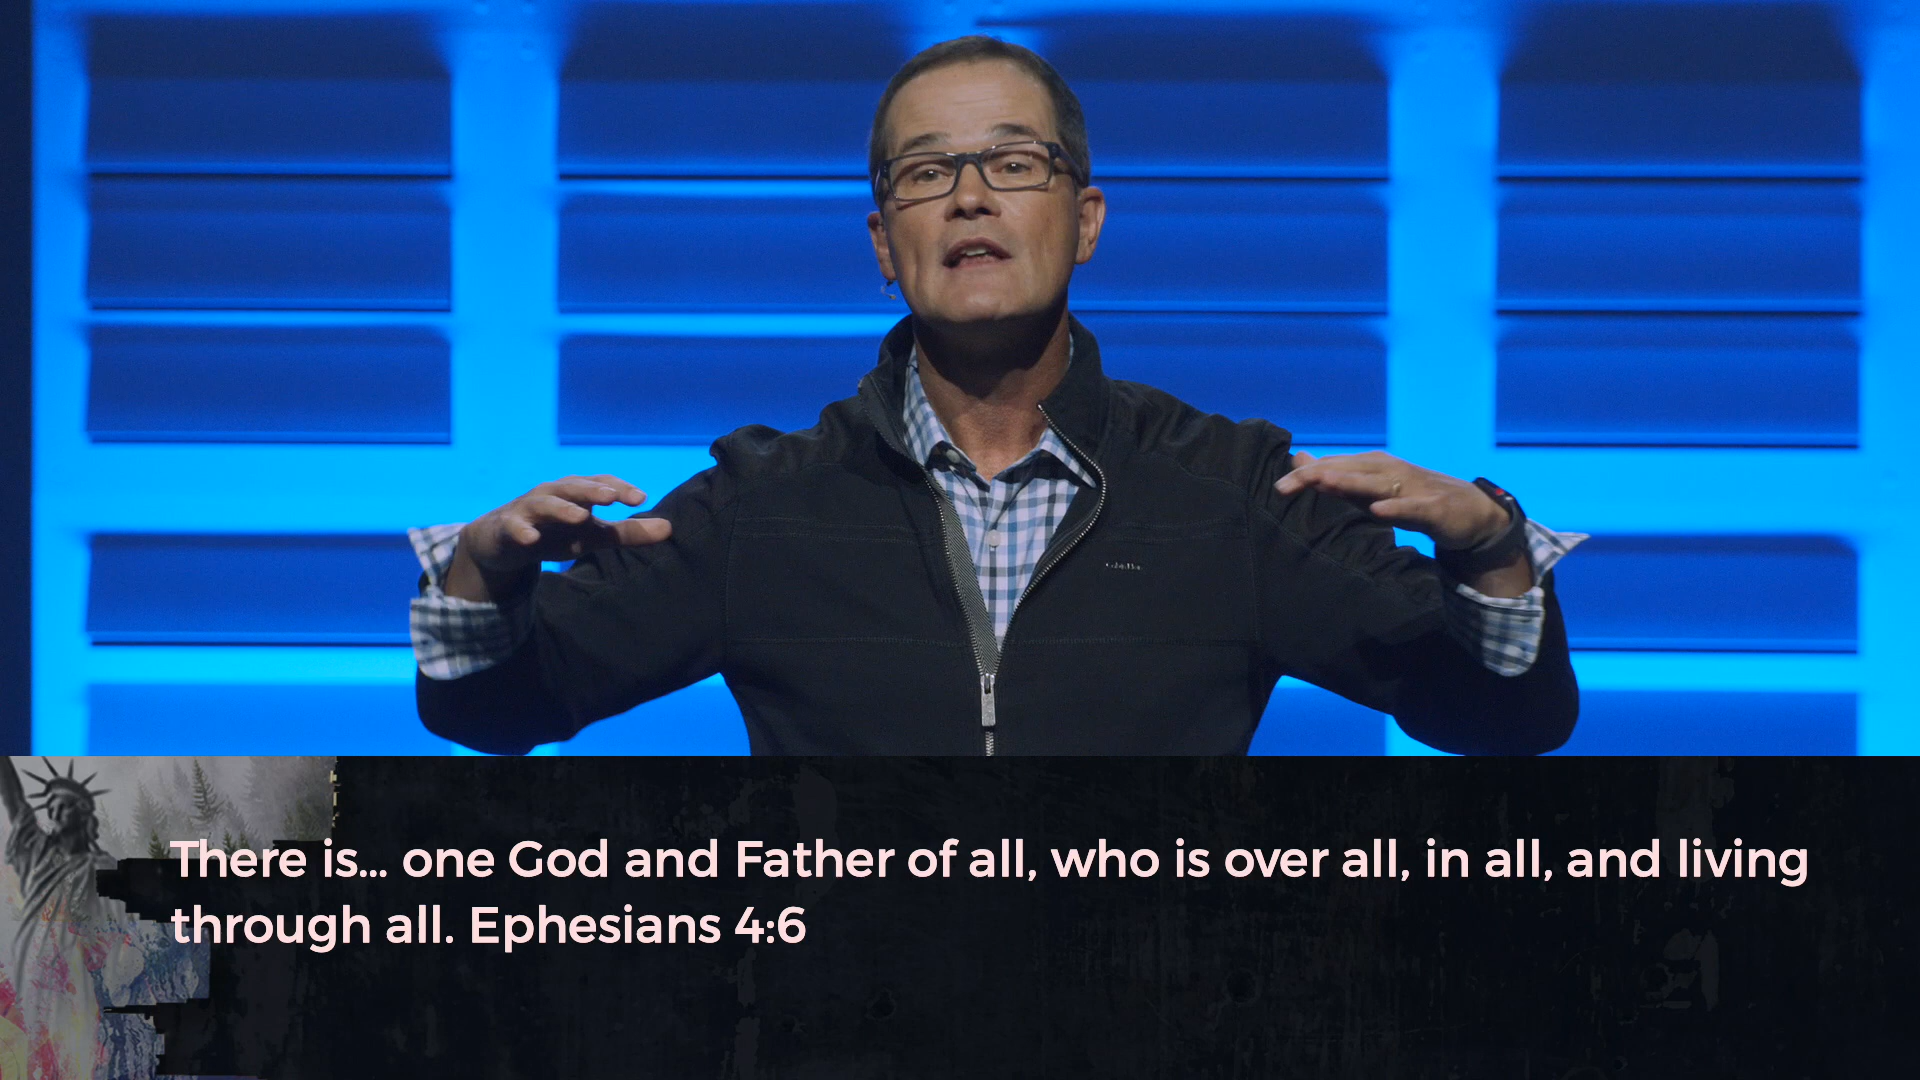 There is... one God and Father of all, who is over all, in all, and living
through all. Ephesians 4:6